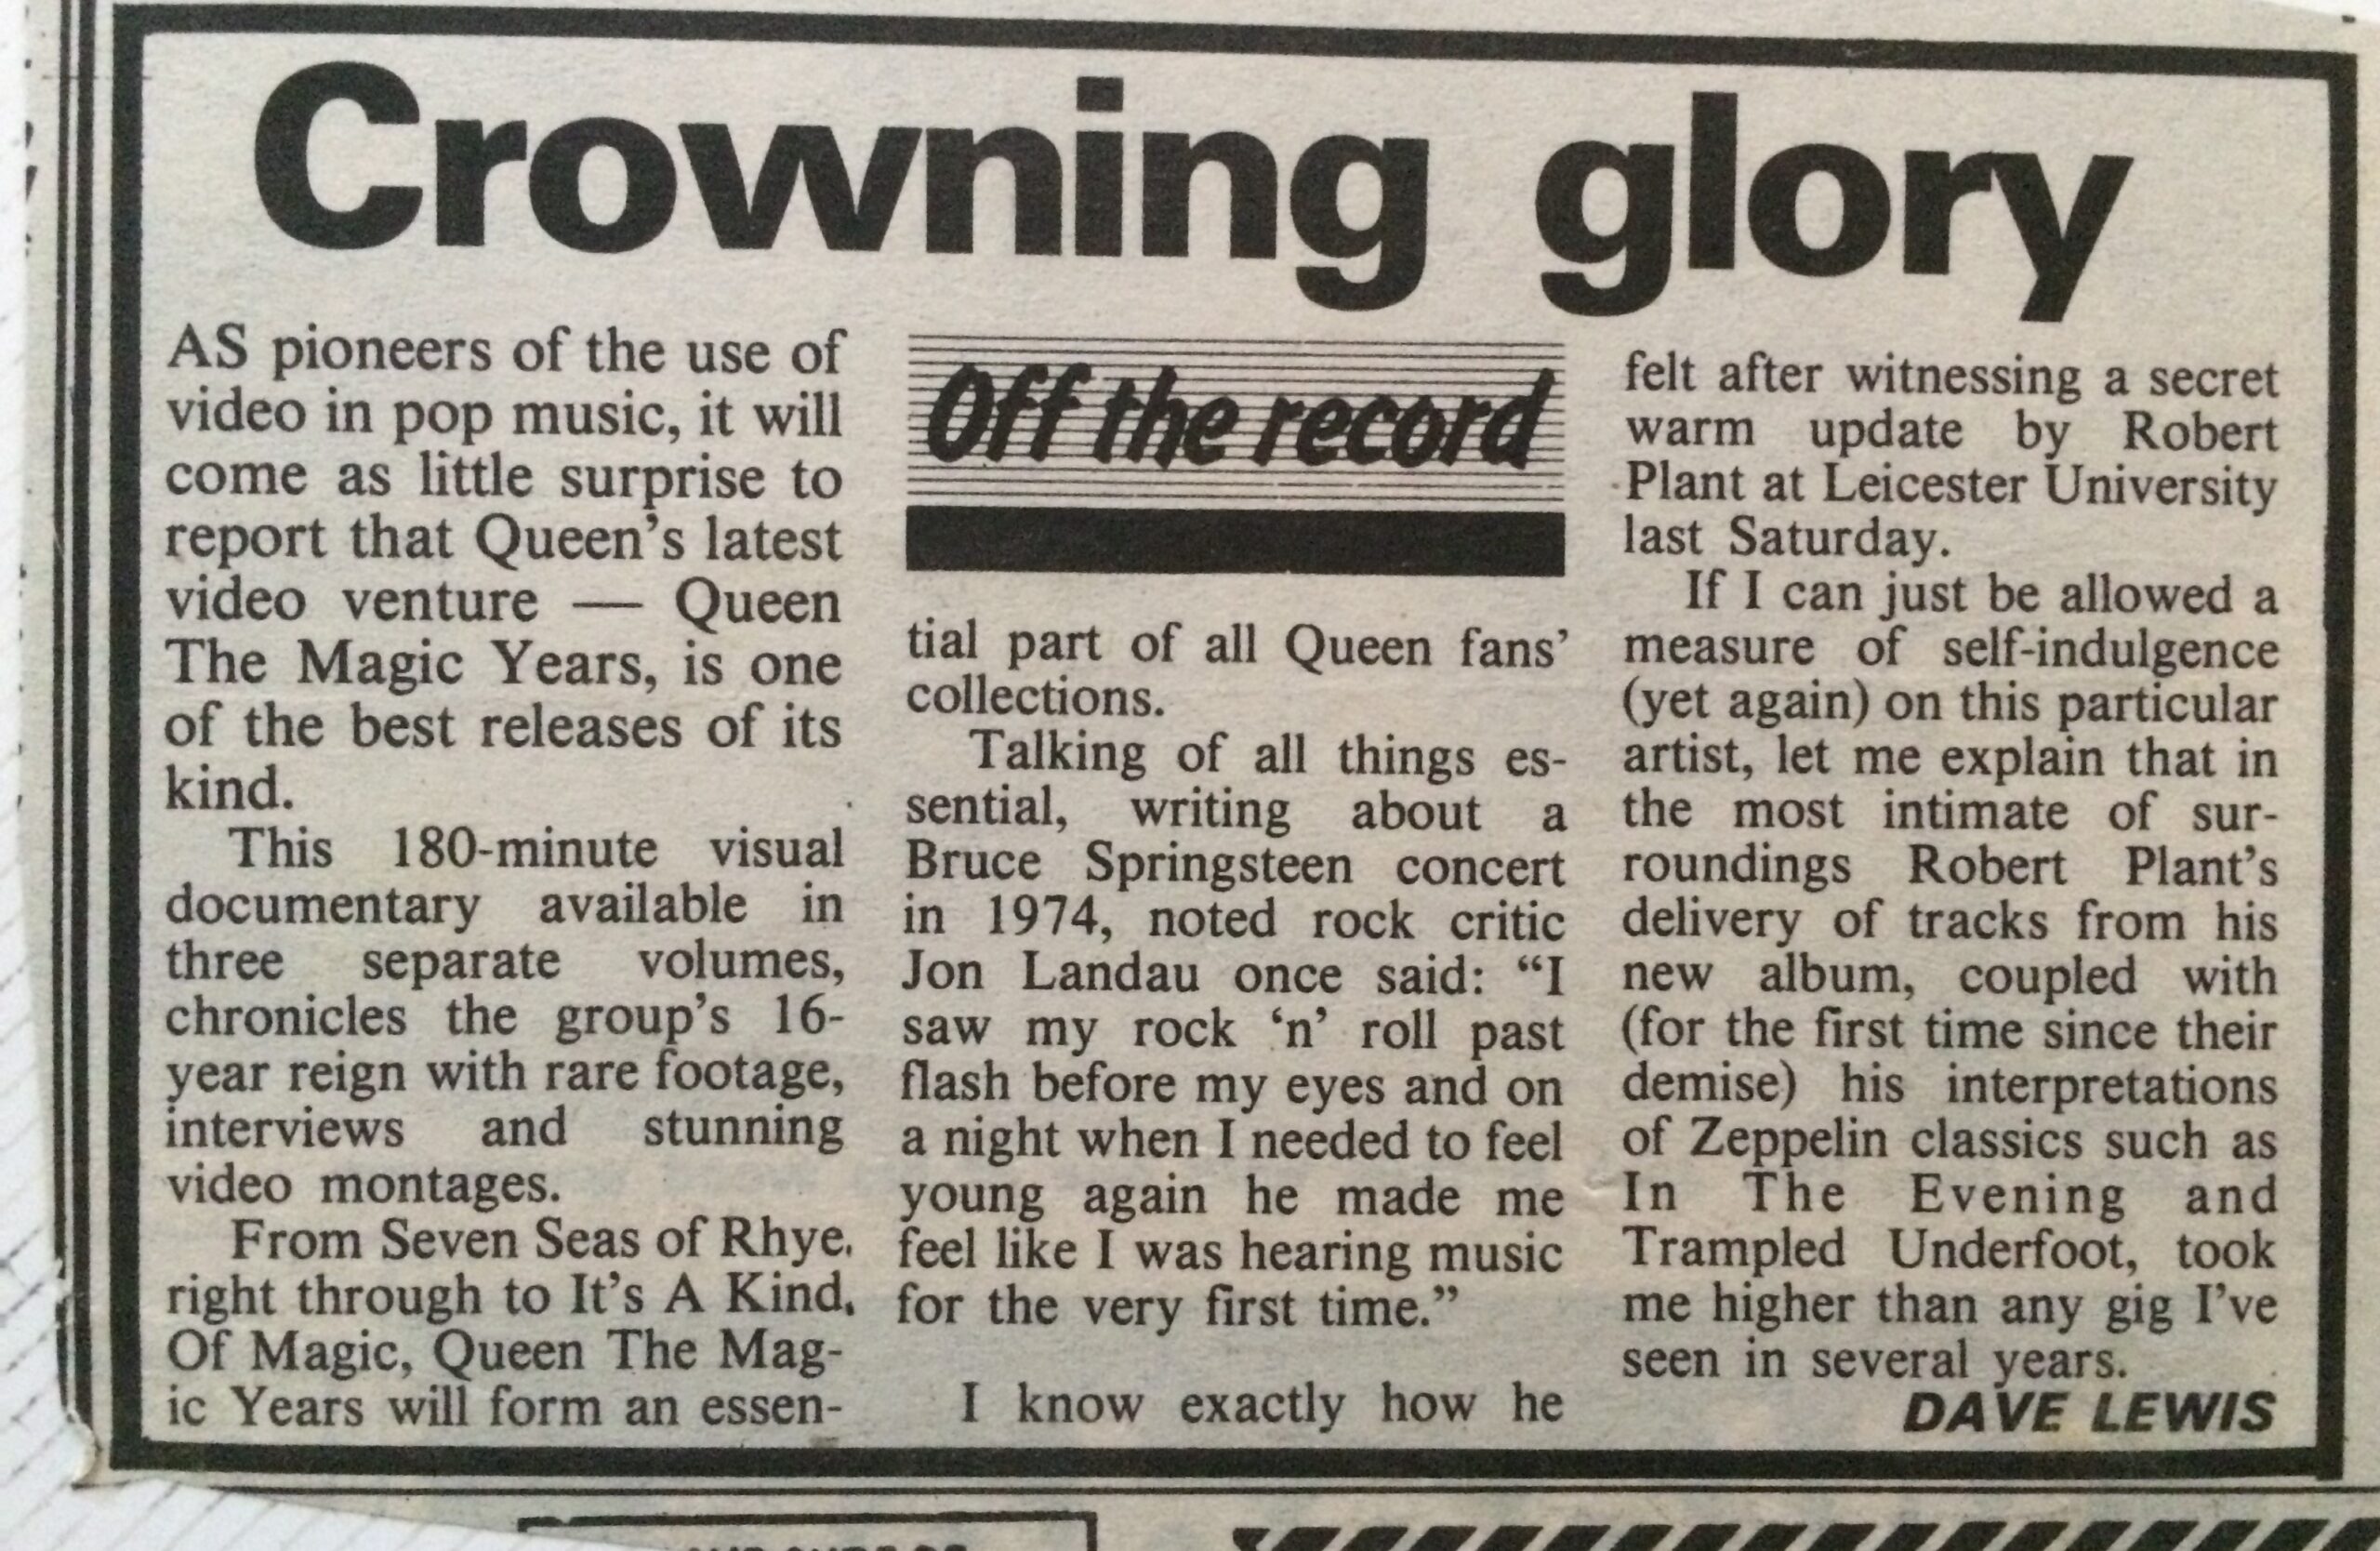 Crowning glory
AS pioneers of the use of
video in pop music, it will
come as little surprise to
report that Queen's latest
video venture — Queen
The Magic Years, is one
of the best releases of its
kind.
This 180-minute visual
documentary available in
three separate volumes,
chronicles the group's 16-
year reign with rare footage,
interviews and stunning
video montages.
From Seven Seas of Rhye,
right through to It's A Kind,
Of Magic, Queen The Mag-
ic Years will form an essen-
Off the record
tial part of all Queen fans'
collections.
Talking of all things es-
sential, writing about a
Bruce Springsteen concert
in 1974, noted rock critic
Jon Landau once said: “I
saw my rock ‘n’ roll past
flash before my eyes and on
a night when I needed to feel
young again he made me
feel like I was hearing music
for the very first time.”
I know exactly how he
felt after witnessing a secret
warm update by Robert
Plant at Leicester University
last Saturday.
If I can just be allowed a
measure of self-indulgence
(yet again) on this particular
artist, let me explain that in
the most intimate of sur-
roundings Robert Plant's
delivery of tracks from his
new album, coupled with
(for the first time since their
demise) his interpretations
of Zeppelin classics such as
In The Evening and
Trampled Underfoot, took
me higher than any gig I've
seen in several years.
DAVE LEWIS